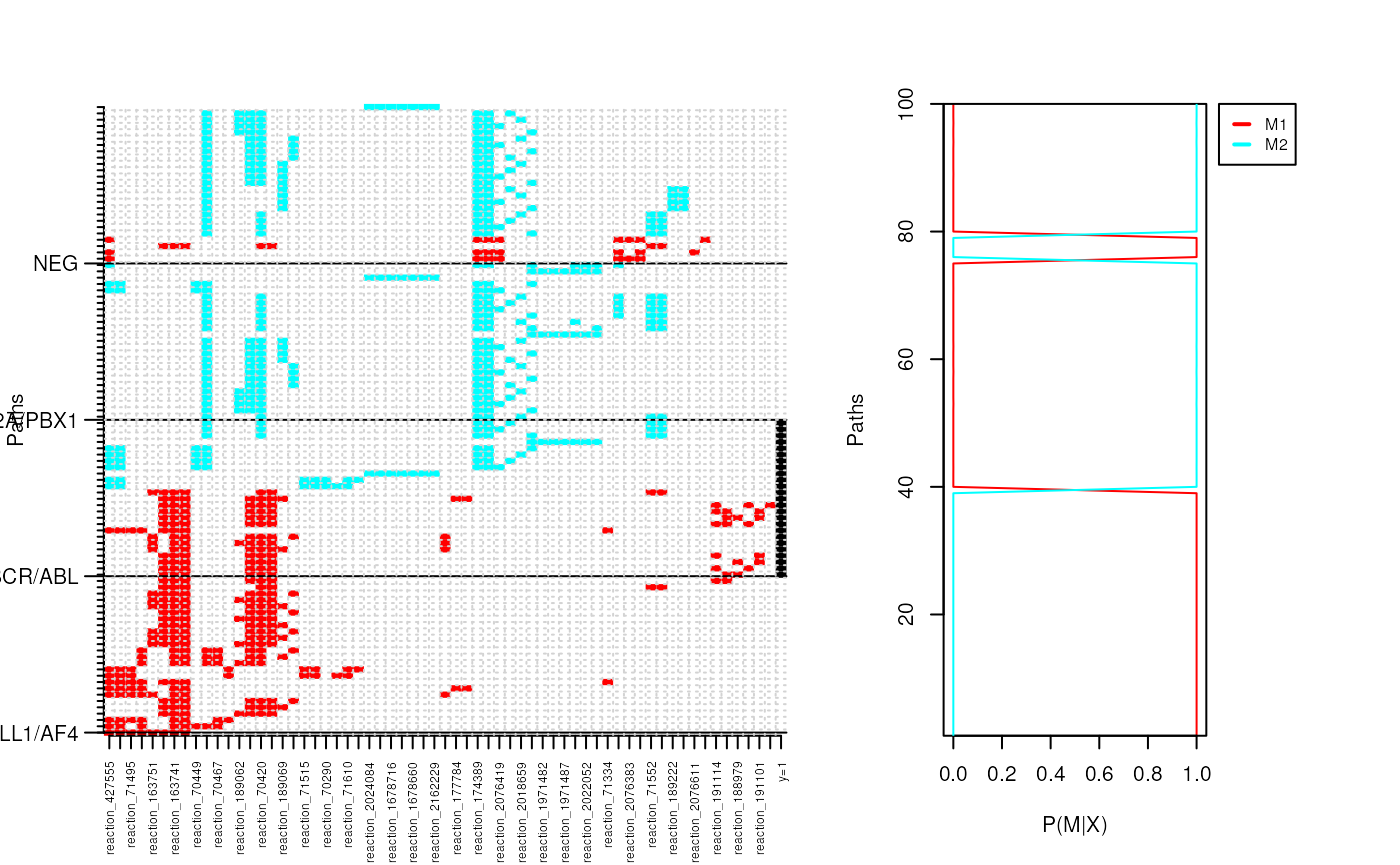 NEG
2A/PBX1
BCR/ABL
LL1/AF4
Paths
reaction_427555
reaction_71495
reaction_163751
reaction_163741
reaction_70449
reaction_70467
reaction_189062
reaction_70420
reaction_189069
reaction_71515
reaction_70290
reaction_71610
reaction_2024084
reaction_1678716
reaction_1678660
reaction_2162229
reaction_177784
reaction_174389
reaction_2076419
reaction_2018659
reaction_1971482
reaction_1971487
reaction_2022052
reaction_71334
reaction_2076383
reaction_71552
reaction_189222
reaction_2076611
reaction_191114
reaction_188979
reaction_191101
y=1
Paths
100
80
60
40
20
0.0 0.2 0.4 0.6 0.8 1.0
P(M|X)
M1
M2